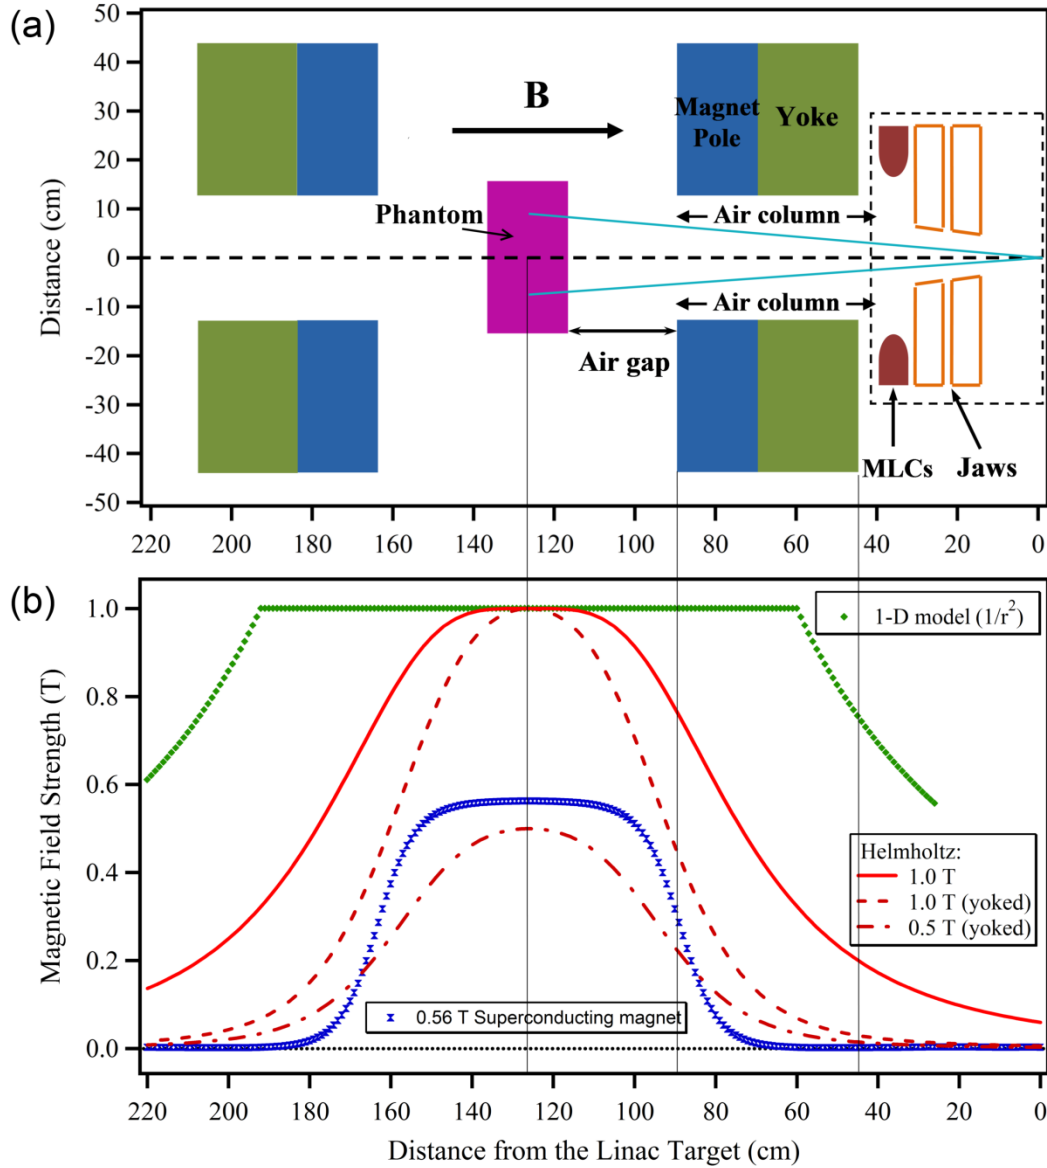 (a)
50
40
30
20
10
0
-10
-20
-30
-40
-50
Distance (cm)
B
Magnet
Pole
Yoke
Phantom
Air column
Air column
Air gap
MLCs
Jaws
220 200 180 160 140 120 100 80 60 40 20 0
(b)
1.0
0.8
0.6
0.4
0.2
0.0
Magnetic Field Strength (T)
1-D model (1/r²)
Helmholtz:
1.0 T
1.0 T (yoked)
0.5 T (yoked)
0.56 T Superconducting magnet
220 200 180 160 140 120 100 80 60 40 20 0
Distance from the Linac Target (cm)